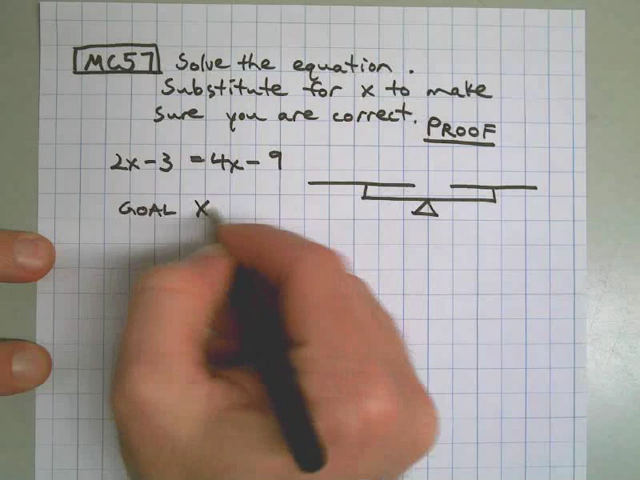 MC57 Solve the equation.
Substitute for x to make
sure you are correct.
PROOF
2x-3 = 4x-9
GOAL X